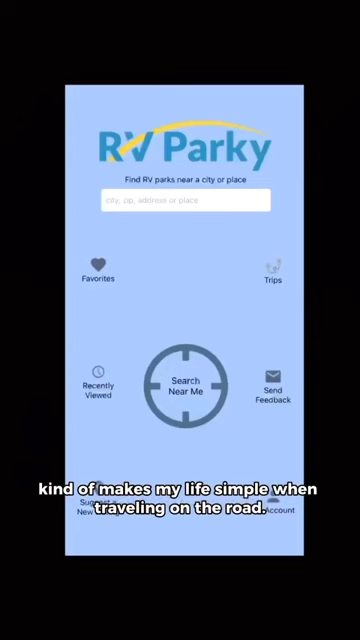 RV Parky
Find RV parks near a city or place
city, zip, address or place
Favorites
Trips
Search
Near Me
Recently
Viewed
Send
Feedback
kind of makes my life simple when
traveling on the road.
Account